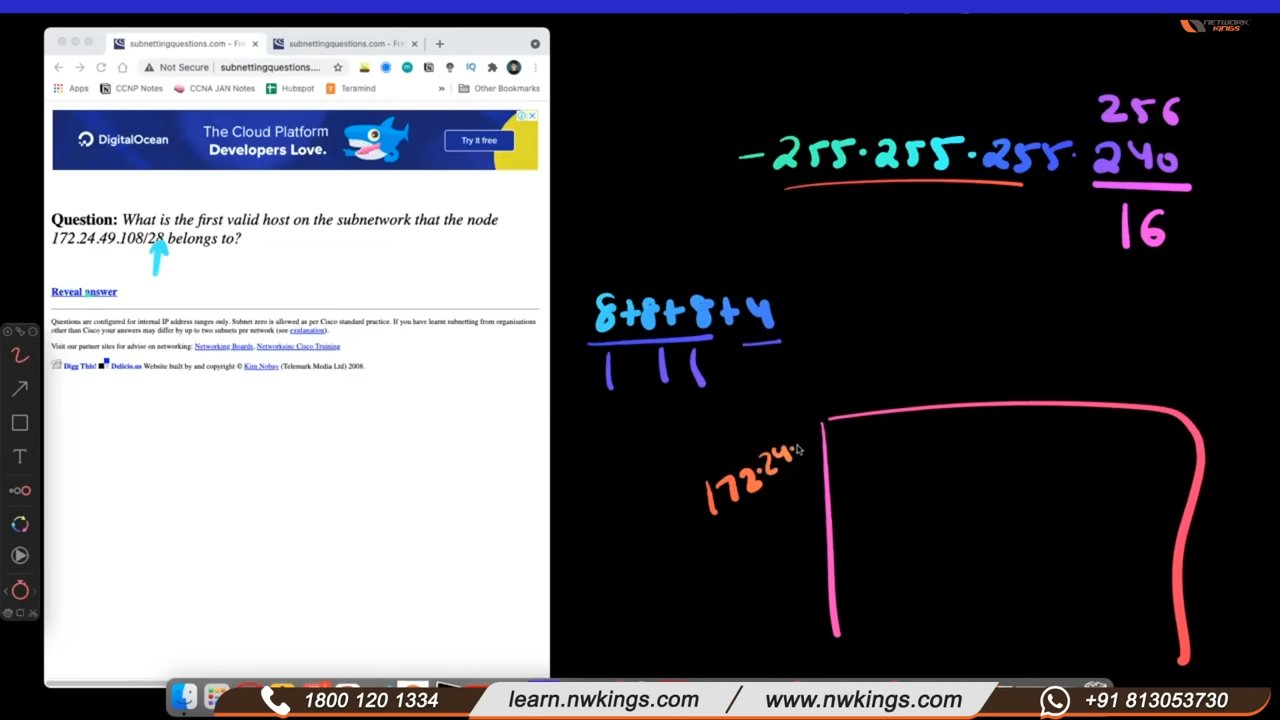 NETWORK
KINGS
subnettingquestions.com - Fre
subnettingquestions.com - Fre
Not Secure
subnettingquestions....
Apps
CCNP Notes
CCNA JAN Notes
Hubspot
Teramind
»
Other Bookmarks
DigitalOcean
The Cloud Platform
Developers Love.
Try it free
Question: What is the first valid host on the subnetwork that the node
172.24.49.108/28 belongs to?
Reveal answer
Questions are configured for internal IP address ranges only. Subnet zero is allowed as per Cisco standard practice. If you have learnt subnetting from organisations
other than Cisco your answers may differ by up to two subnets per network (see explanation).
Visit our partner sites for advise on networking: Networking Boards, Networksinc Cisco Training
Digg This! Delicio.us Website built by and copyright © Kim Nobay (Telemark Media Ltd) 2008.
256
- 255.255.255.240
16
8+8+8+4
172.24.
1800 120 1334
learn.nwkings.com / www.nwkings.com
+91 813053730